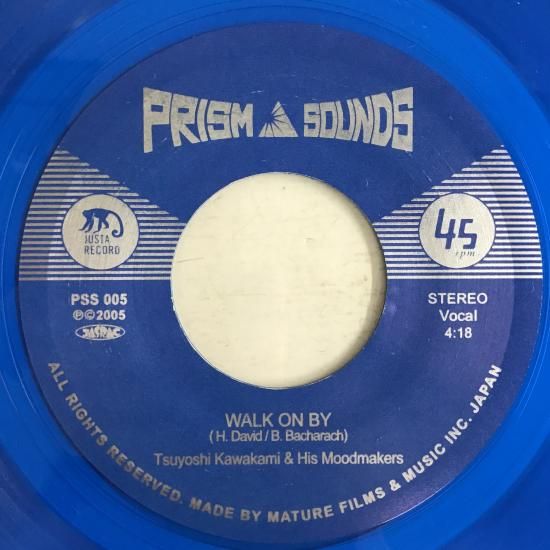 PRISM SOUNDS
JUSTA
RECORD
45
rpm
PSS 005
℗©2005
JASRAC
STEREO
Vocal
4:18
WALK ON BY
( H. David / B. Bacharach)
Tsuyoshi Kawakami & His Moodmakers
ALL RIGHTS RESERVED. MADE BY MATURE FILMS & MUSIC INC. JAPAN